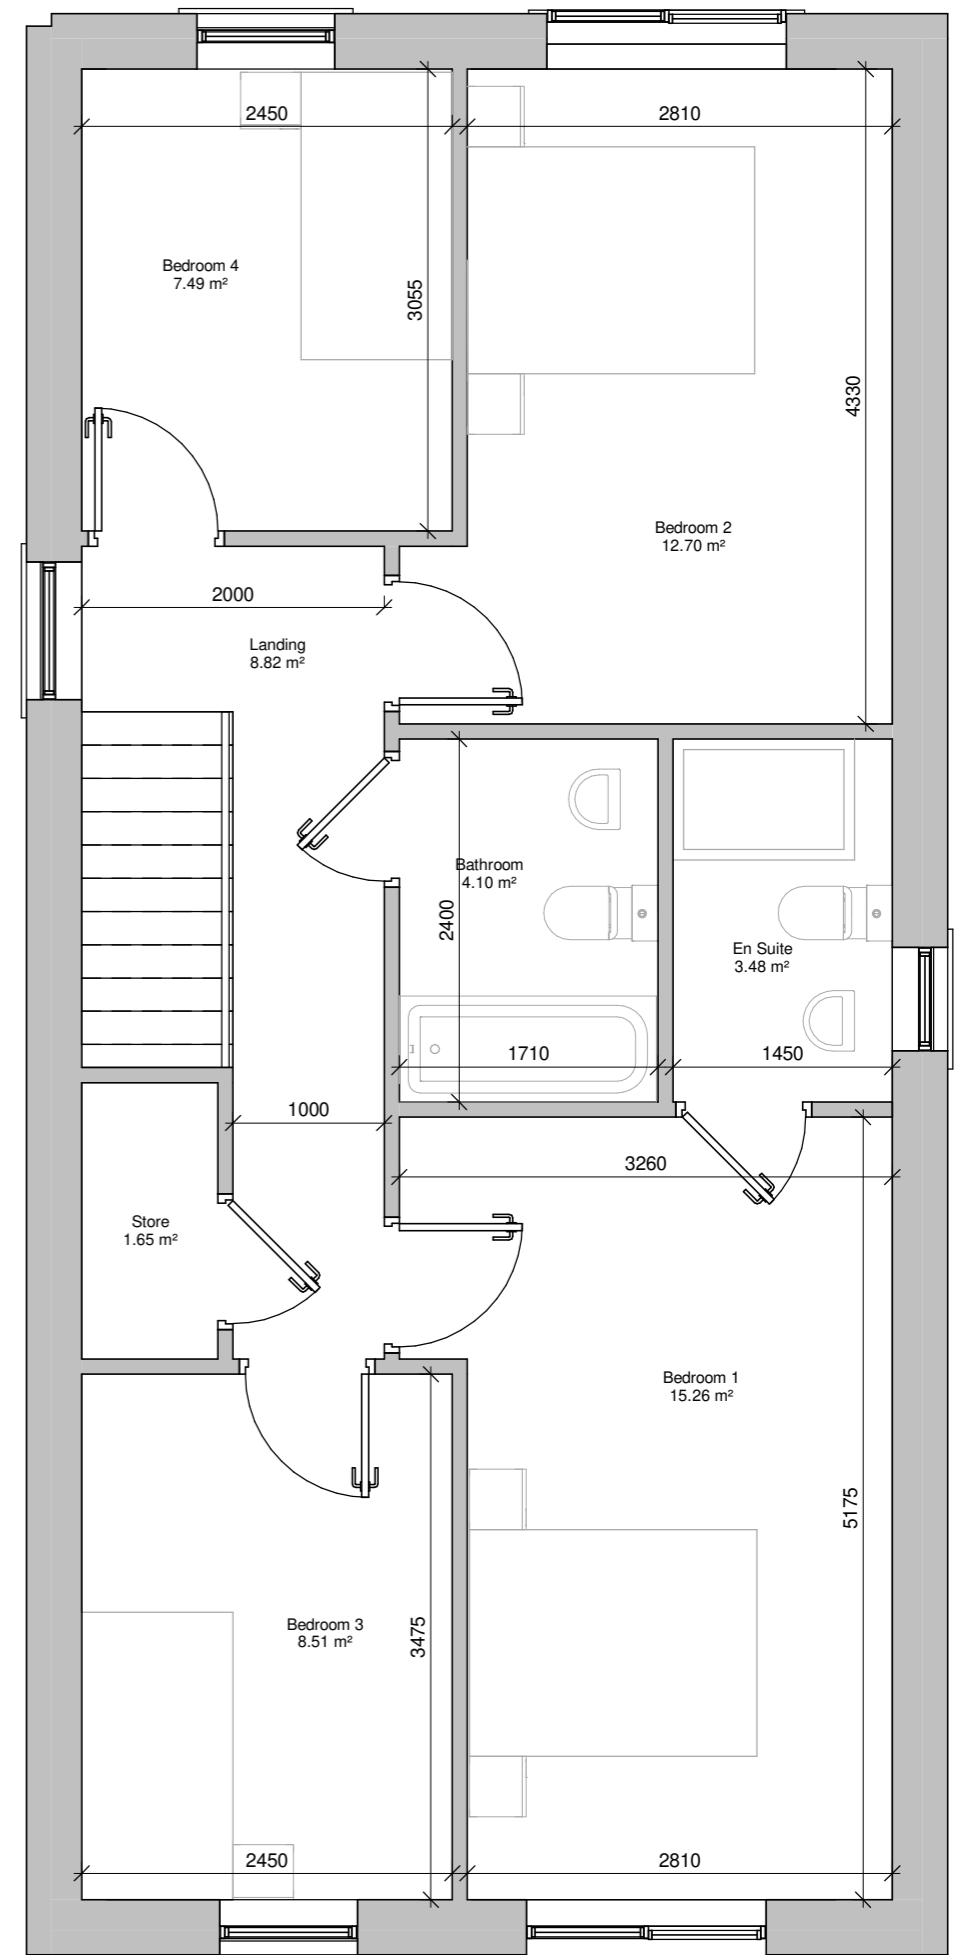 2450
2810
Bedroom 4
7.49 m²
3055
4330
Bedroom 2
12.70 m²
2000
Landing
8.82 m²
Bathroom
4.10 m²
2400
En Suite
3.48 m²
1710
1450
1000
3260
Store
1.65 m²
Bedroom 1
15.26 m²
5175
Bedroom 3
8.51 m²
3475
2450
2810